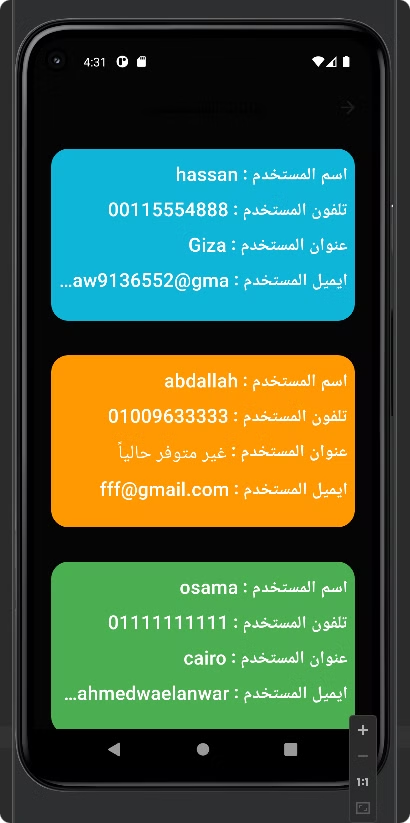 4:31
اسم المستخدم : hassan
تلفون المستخدم : 00115554888
عنوان المستخدم : Giza
ايميل المستخدم : aw9136552@gma...
اسم المستخدم : abdallah
تلفون المستخدم : 01009633333
عنوان المستخدم : غير متوفر حالياً
ايميل المستخدم : fff@gmail.com
اسم المستخدم : osama
تلفون المستخدم : 01111111111
عنوان المستخدم : cairo
ايميل المستخدم : ahmedwaelanwar...
1:1